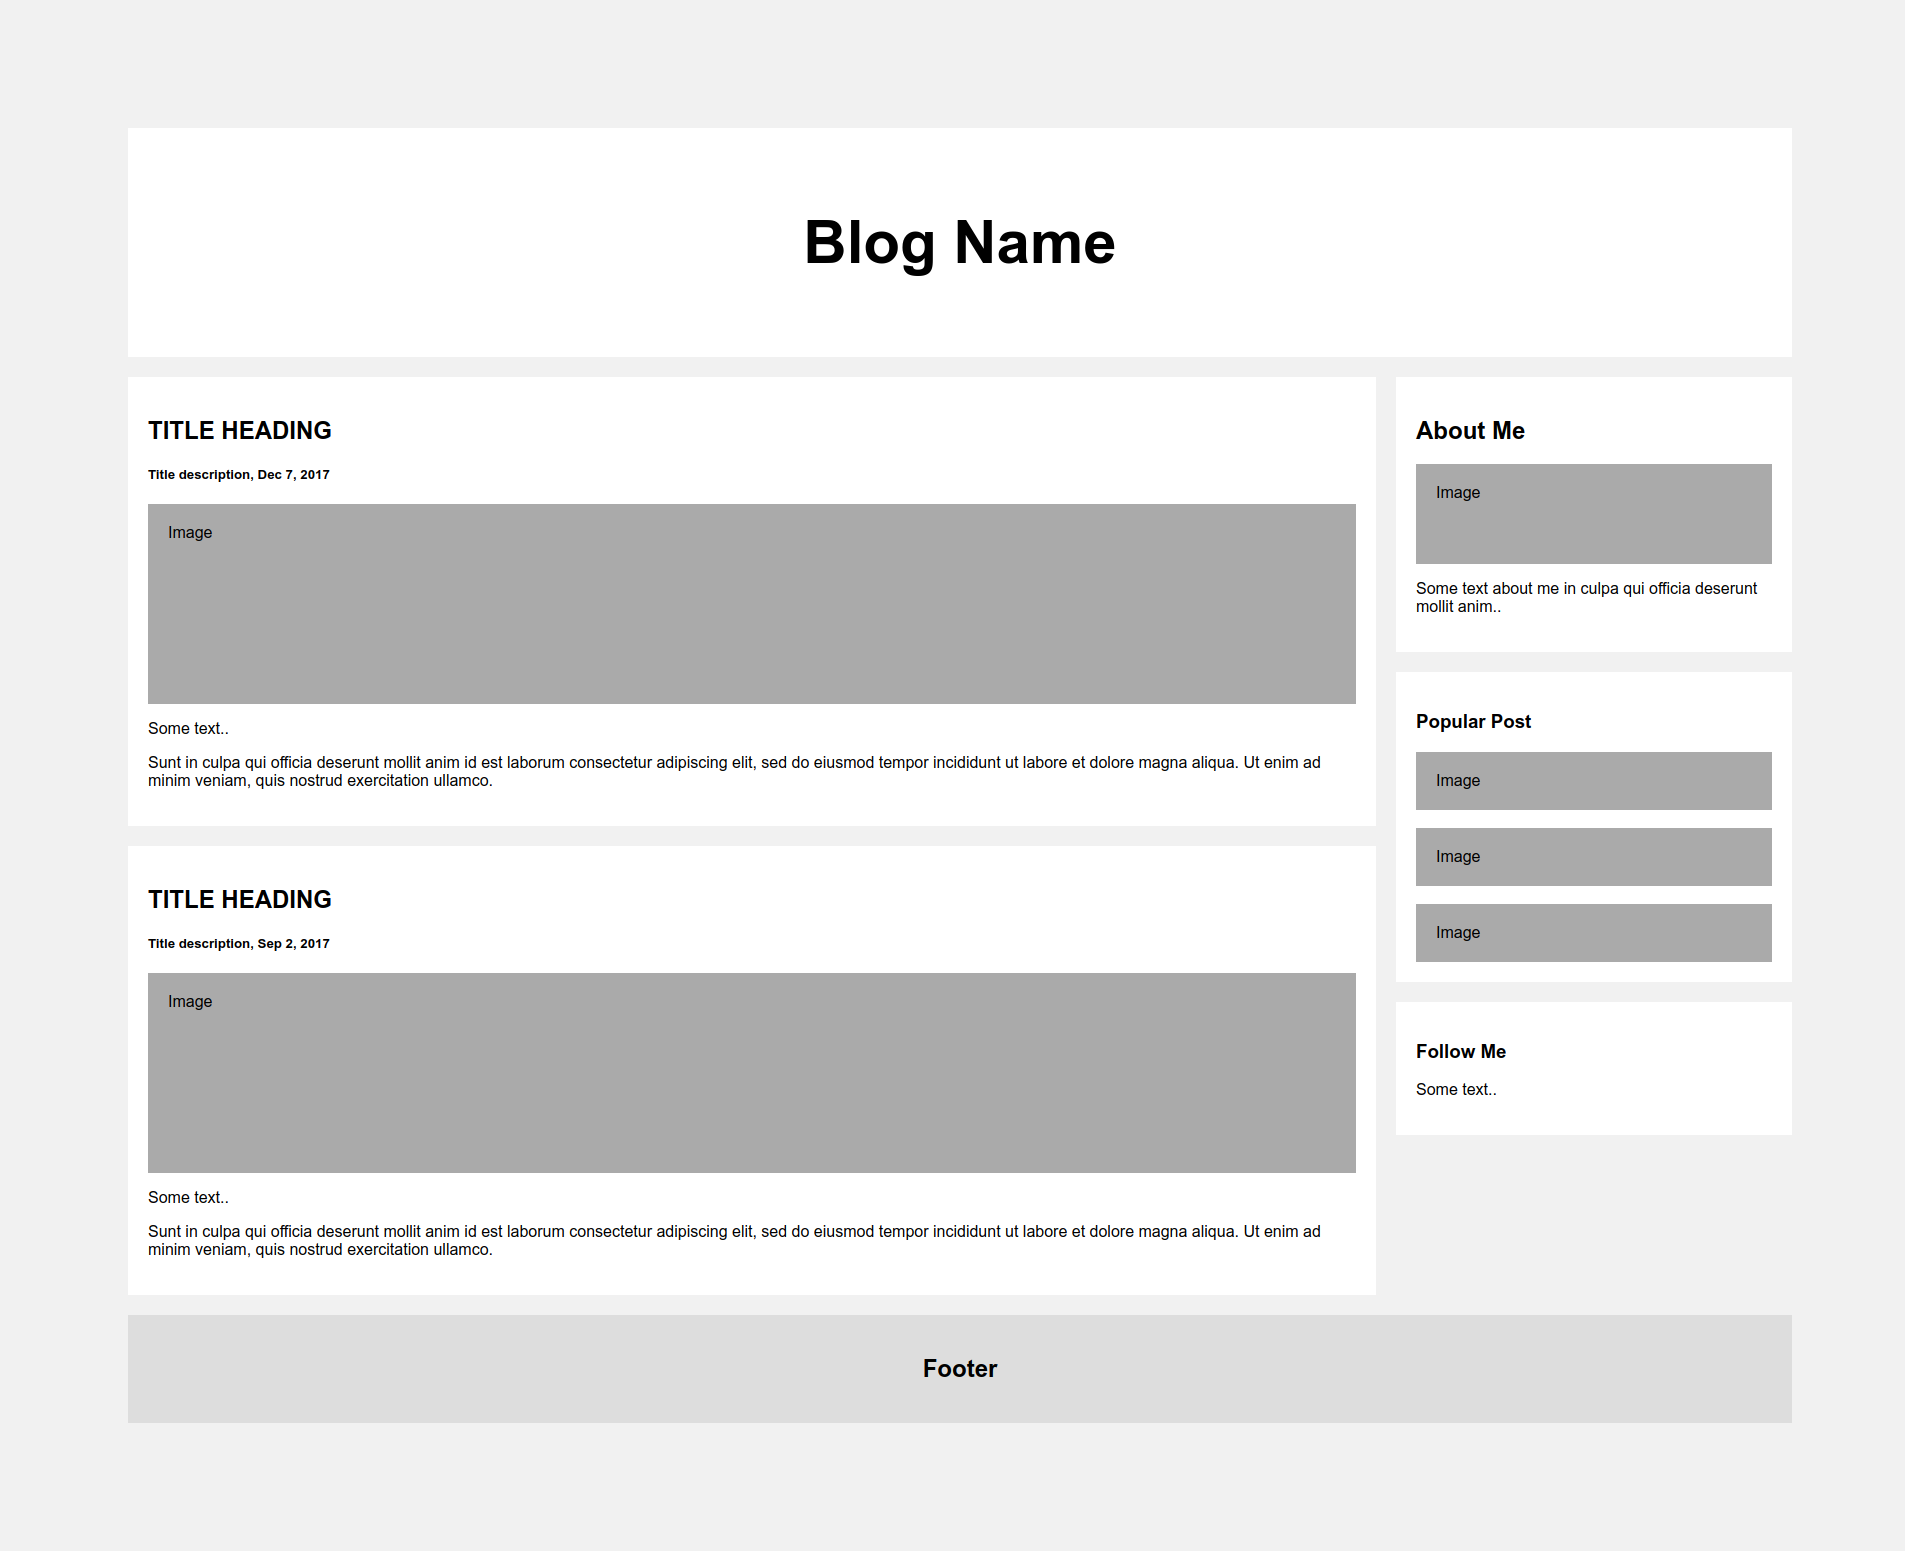 Blog Name
TITLE HEADING
Title description, Dec 7, 2017
Image
Some text..
Sunt in culpa qui officia deserunt mollit anim id est laborum consectetur adipiscing elit, sed do eiusmod tempor incididunt ut labore et dolore magna aliqua. Ut enim ad
minim veniam, quis nostrud exercitation ullamco.
TITLE HEADING
Title description, Sep 2, 2017
Image
Some text..
Sunt in culpa qui officia deserunt mollit anim id est laborum consectetur adipiscing elit, sed do eiusmod tempor incididunt ut labore et dolore magna aliqua. Ut enim ad
minim veniam, quis nostrud exercitation ullamco.
About Me
Image
Some text about me in culpa qui officia deserunt
mollit anim..
Popular Post
Image
Image
Image
Follow Me
Some text..
Footer